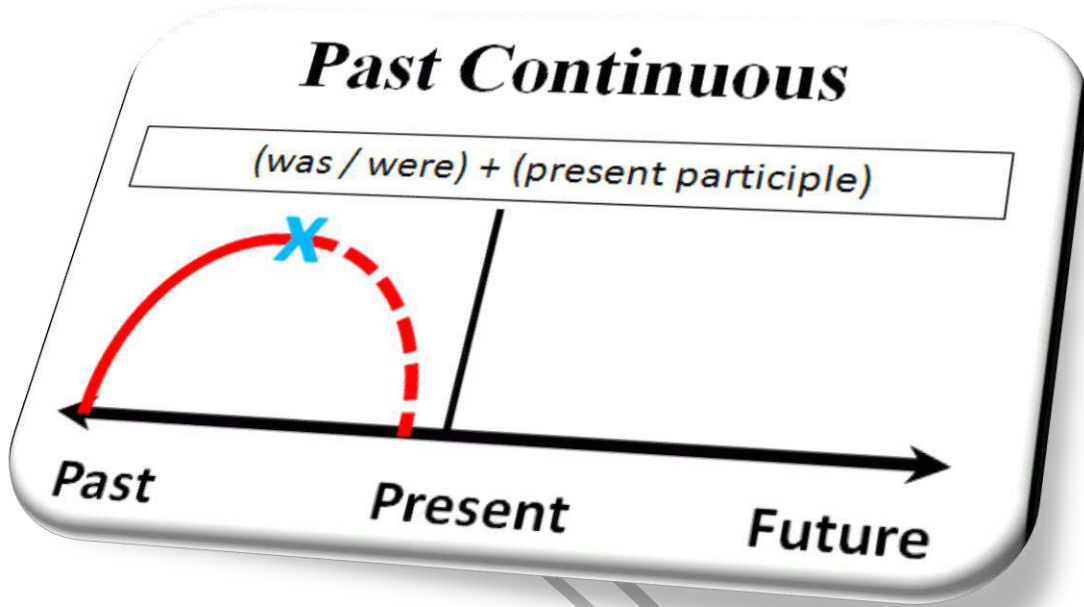 Past Continuous
(was / were) + (present participle)
X
Past Present Future